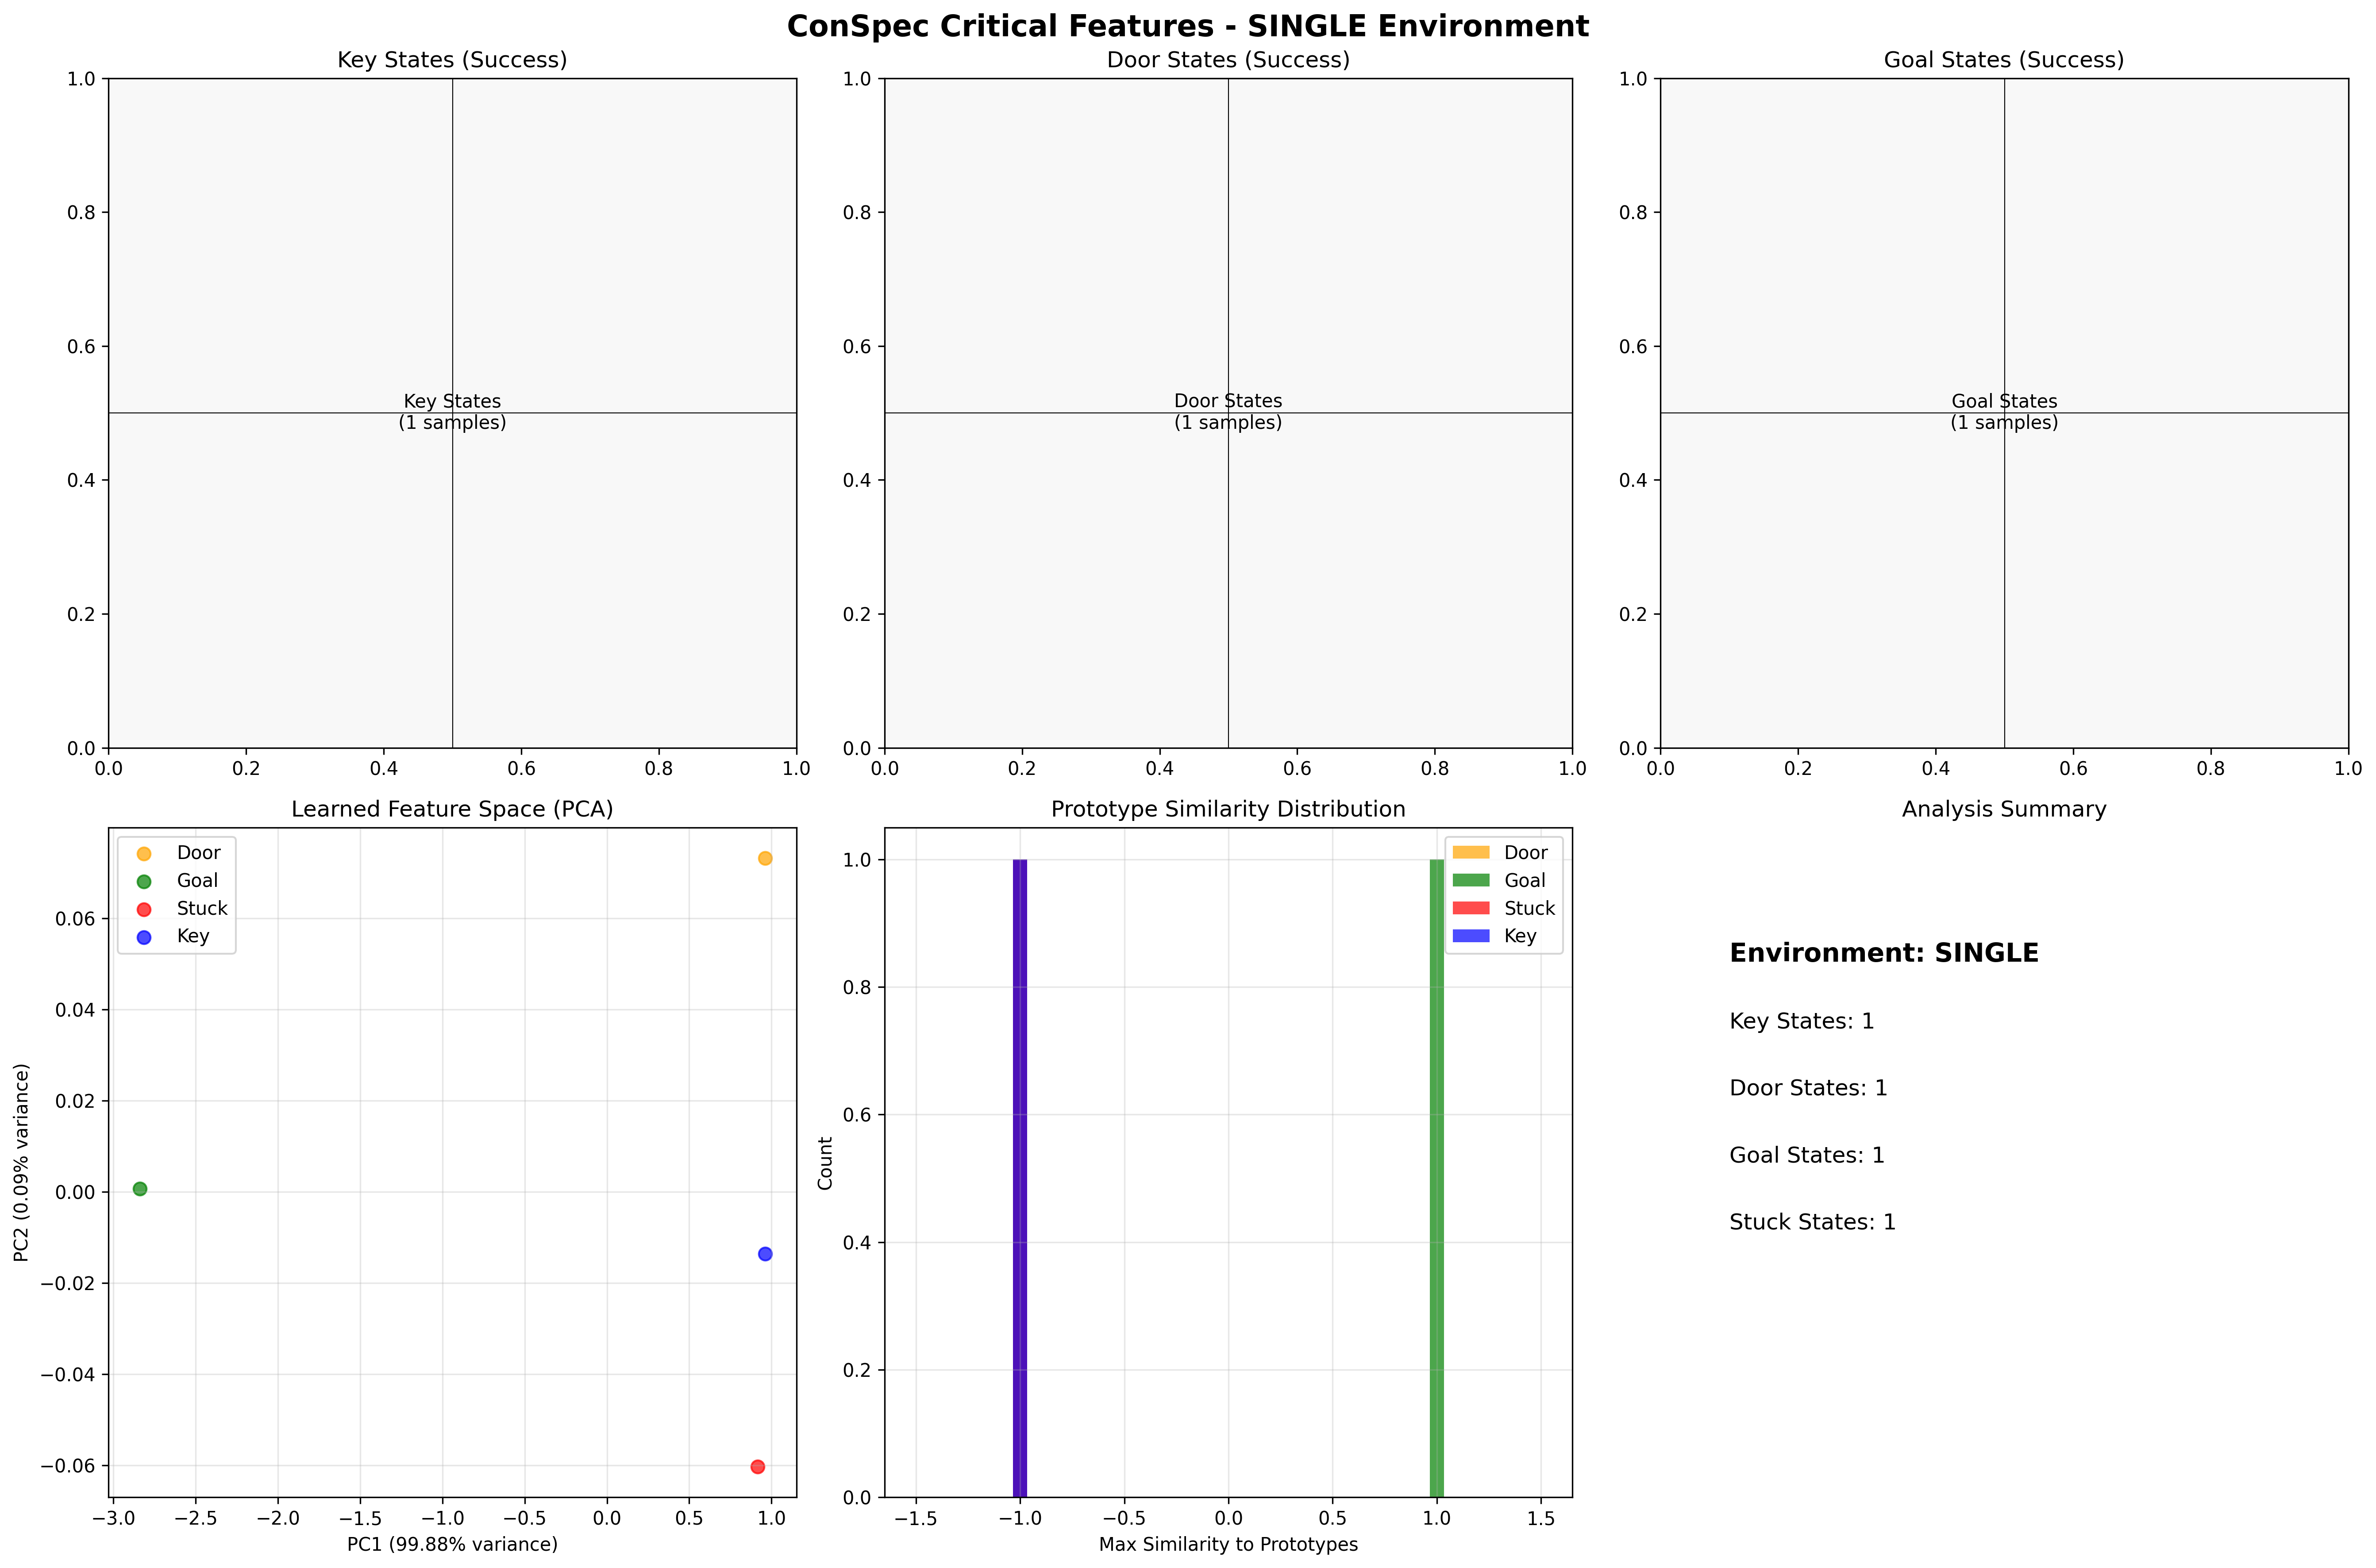 ConSpec Critical Features - SINGLE Environment
Key States (Success)
1.0
0.8
0.6
0.4
0.2
0.0
Key States
(1 samples)
0.0 0.2 0.4 0.6 0.8 1.0
Door States (Success)
1.0
0.8
0.6
0.4
0.2
0.0
Door States
(1 samples)
0.0 0.2 0.4 0.6 0.8 1.0
Goal States (Success)
1.0
0.8
0.6
0.4
0.2
0.0
Goal States
(1 samples)
0.0 0.2 0.4 0.6 0.8 1.0
Learned Feature Space (PCA)
Door
Goal
Stuck
Key
PC2 (0.09% variance)
0.06
0.04
0.02
0.00
−0.02
−0.04
−0.06
−3.0 −2.5 −2.0 −1.5 −1.0 −0.5 0.0 0.5 1.0
PC1 (99.88% variance)
Prototype Similarity Distribution
Door
Goal
Stuck
Key
Count
1.0
0.8
0.6
0.4
0.2
0.0
−1.5 −1.0 −0.5 0.0 0.5 1.0 1.5
Max Similarity to Prototypes
Analysis Summary
Environment: SINGLE
Key States: 1
Door States: 1
Goal States: 1
Stuck States: 1